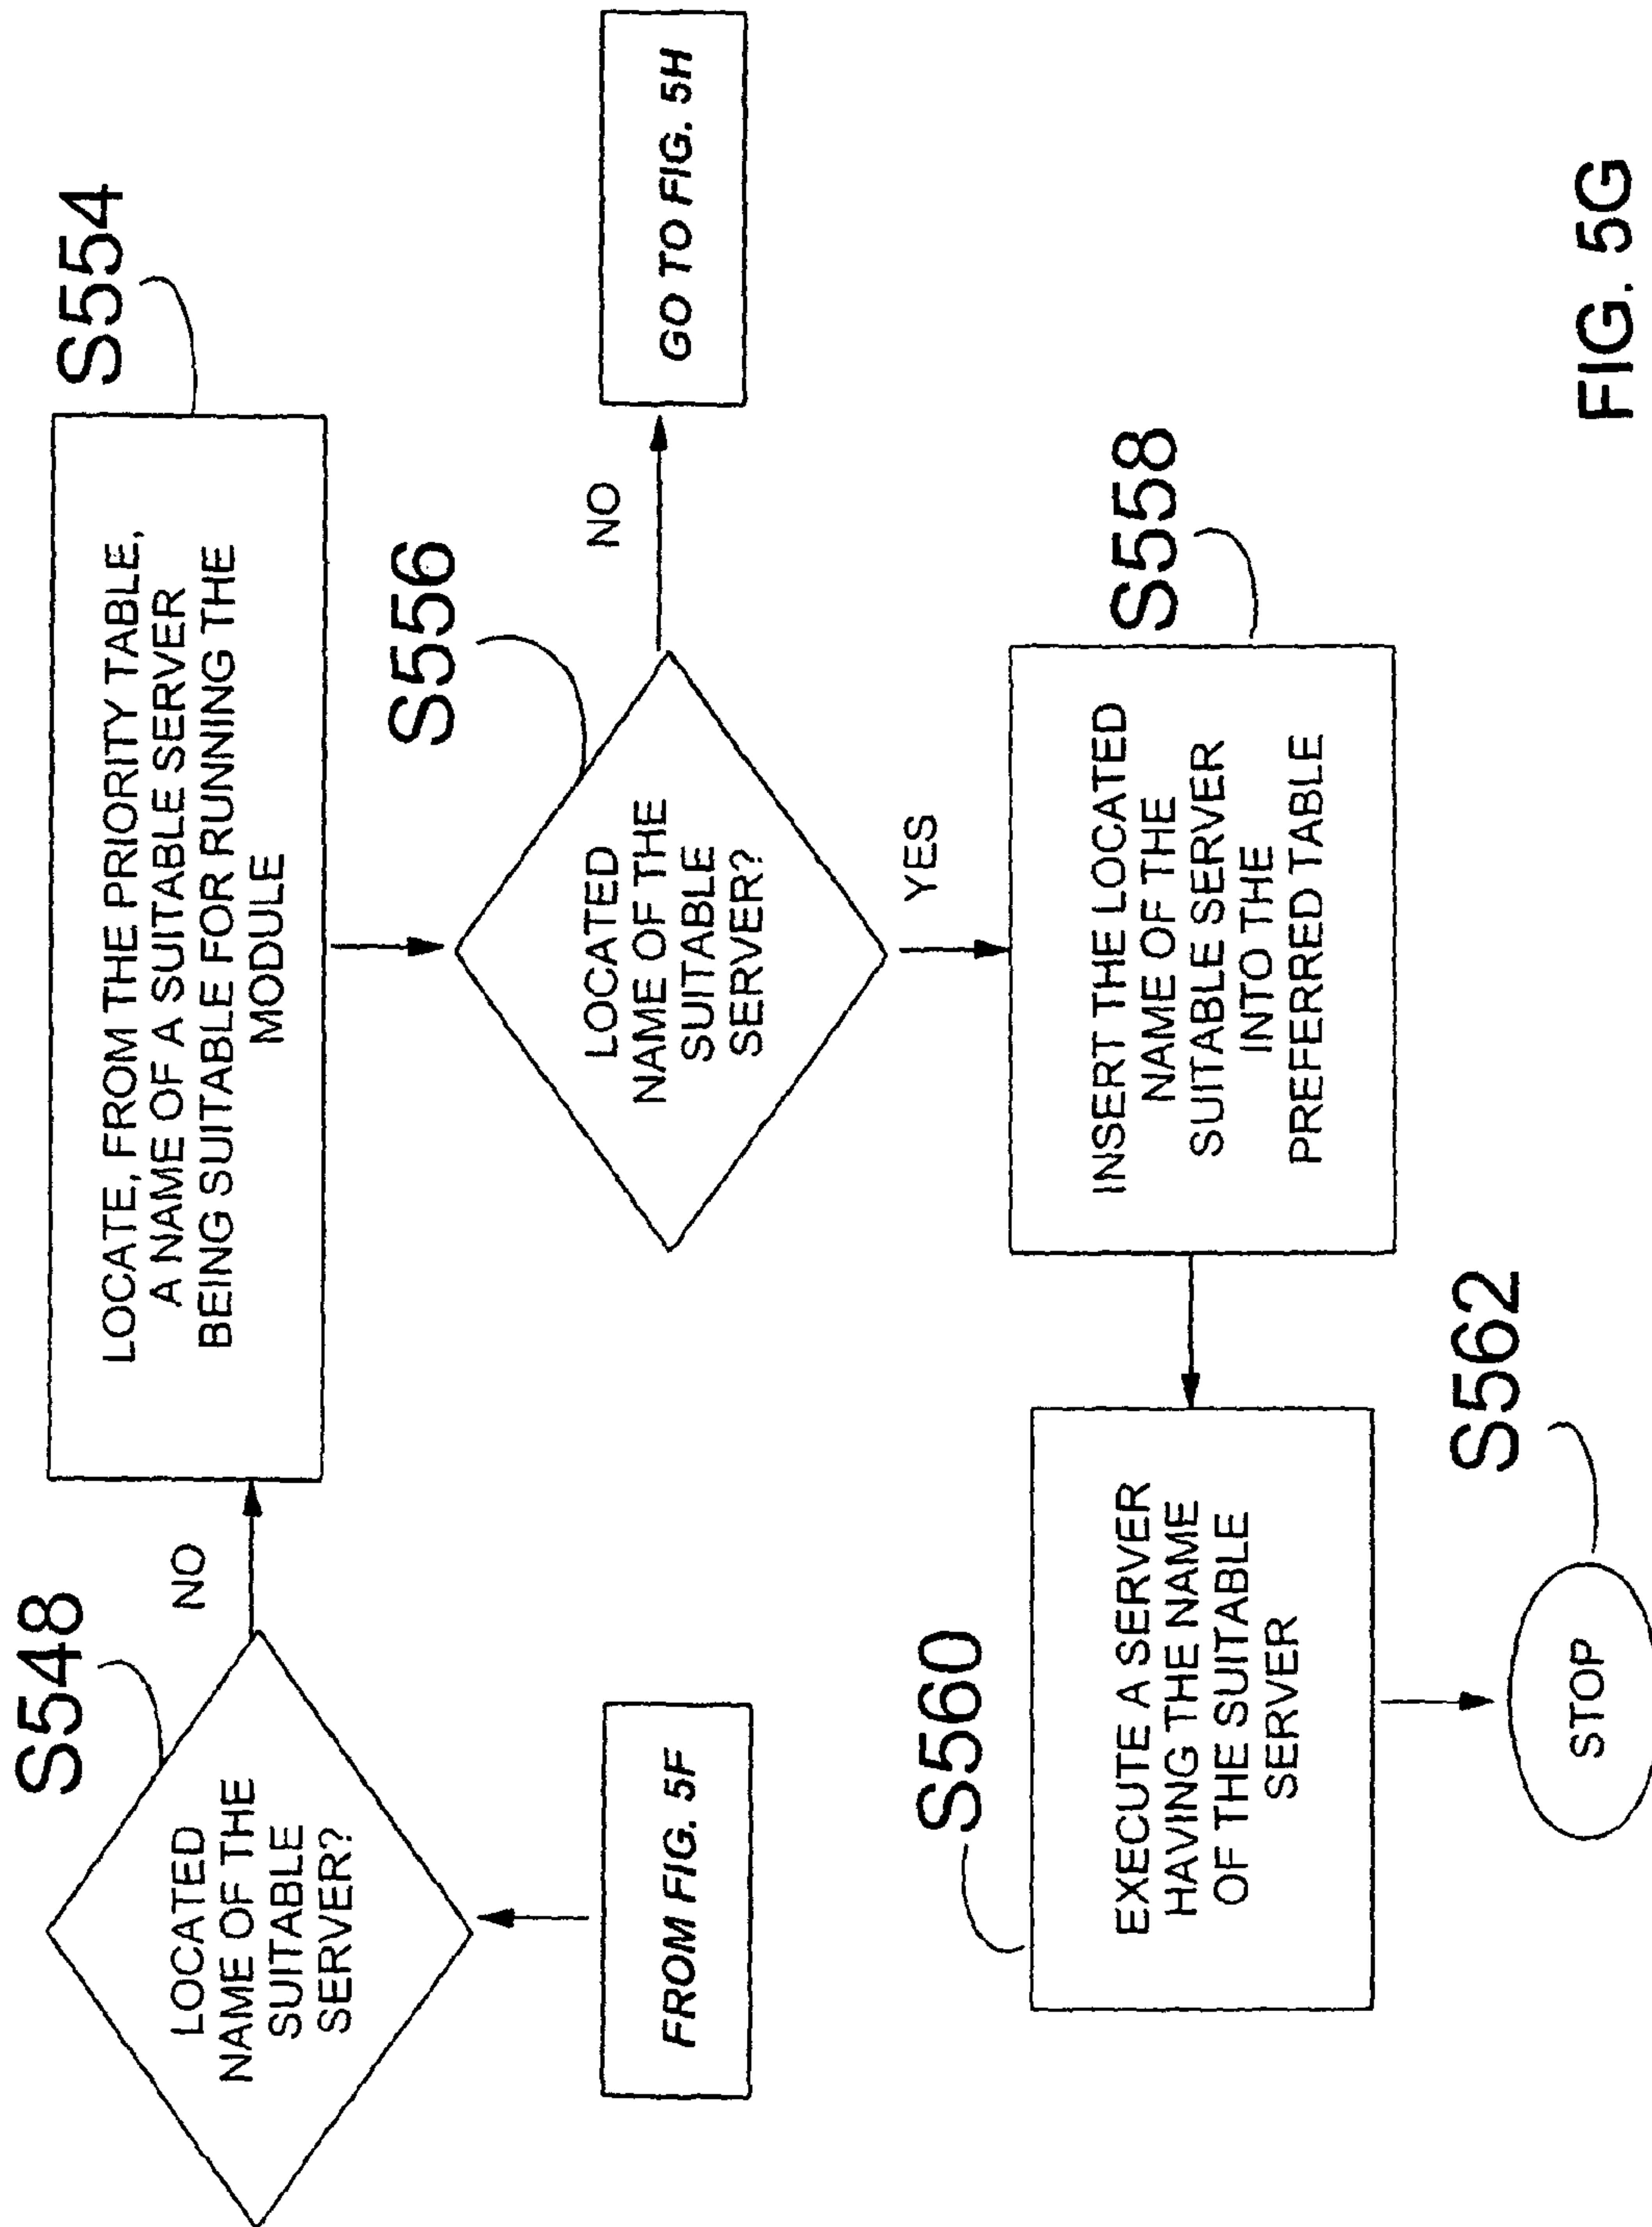 S548
LOCATED
NAME OF THE
SUITABLE
SERVER?
NO
FROM FIG. 5F
S554
LOCATE, FROM THE PRIORITY TABLE,
A NAME OF A SUITABLE SERVER
BEING SUITABLE FOR RUNNING THE
MODULE
S556
LOCATED
NAME OF THE
SUITABLE
SERVER?
NO
GO TO FIG. 5H
YES
S558
INSERT THE LOCATED
NAME OF THE
SUITABLE SERVER
INTO THE
PREFERRED TABLE
S560
EXECUTE A SERVER
HAVING THE NAME
OF THE SUITABLE
SERVER
S562
STOP
FIG. 5G